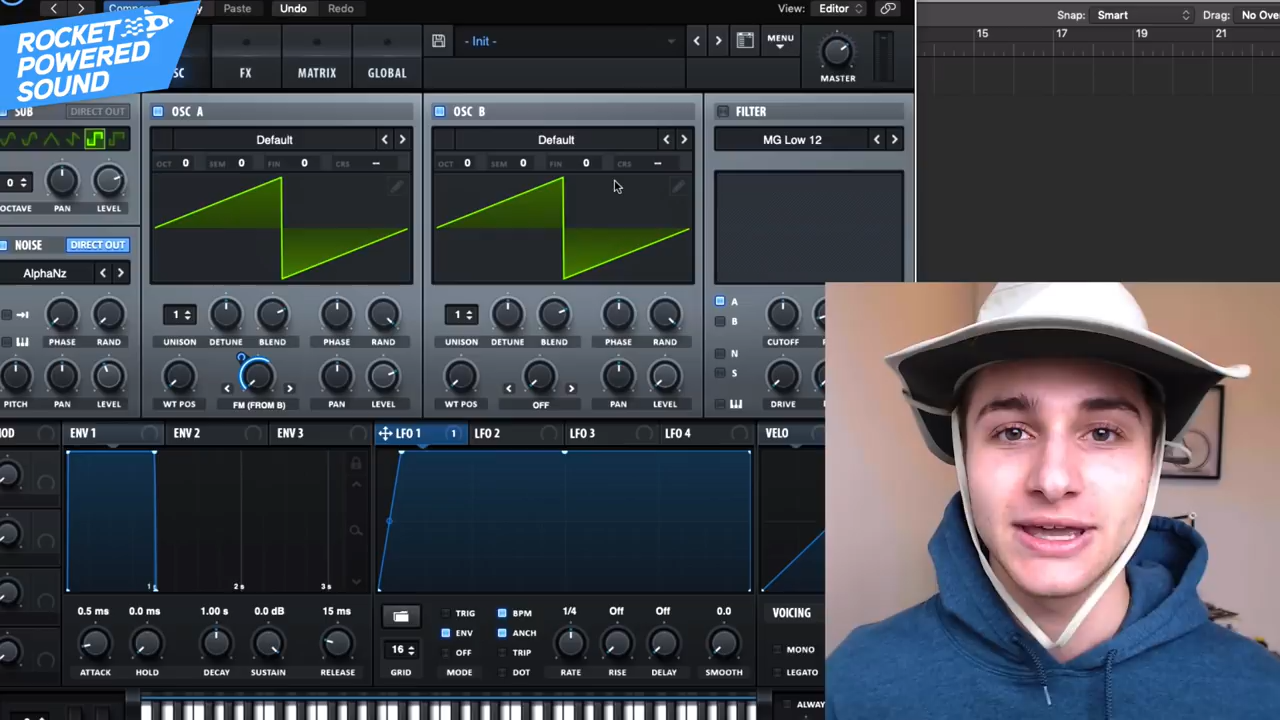 Paste
Undo
Redo
View:
Editor
Snap:
Smart
Drag:
ROCKET
POWERED
SOUND
FX
MATRIX
GLOBAL
- Init -
MENU
MASTER
15
17
19
21
SUB
DIRECT OUT
OSC A
OSC B
FILTER
Default
Default
MG Low 12
OCT 0
SEM 0
FIN 0
CRS --
OCT 0
SEM 0
FIN 0
CRS --
0
PAN
LEVEL
NOISE
DIRECT OUT
AlphaNz
PHASE
RAND
PITCH
PAN
LEVEL
1
UNISON
DETUNE
BLEND
PHASE
RAND
WT POS
FM (FROM B)
PAN
LEVEL
1
UNISON
DETUNE
BLEND
PHASE
RAND
WT POS
OFF
PAN
LEVEL
A
B
N
S
CUTOFF
DRIVE
ENV 1
ENV 2
ENV 3
LFO 1
1
LFO 2
LFO 3
LFO 4
VELO
2 s
3 s
0.5 ms
0.0 ms
1.00 s
0.0 dB
15 ms
ATTACK
HOLD
DECAY
SUSTAIN
RELEASE
16
GRID
TRIG
ENV
OFF
MODE
BPM
ANCH
TRIP
DOT
1/4
Off
Off
0.0
RATE
RISE
DELAY
SMOOTH
VOICING
MONO
LEGATO